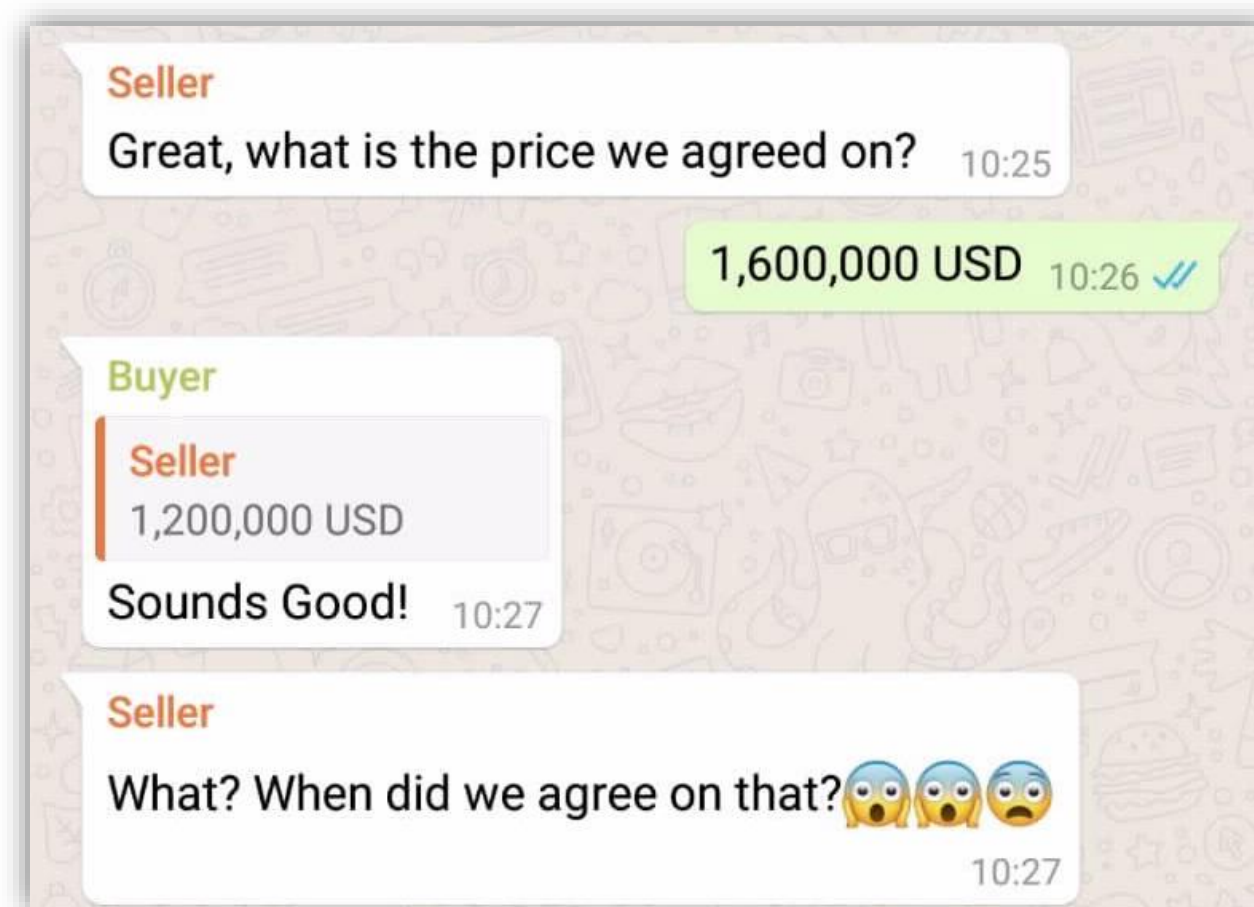 Seller
Great, what is the price we agreed on? 10:25
1,600,000 USD 10:26
Buyer
Seller
1,200,000 USD
Sounds Good! 10:27
Seller
What? When did we agree on that?😱😱😨
10:27